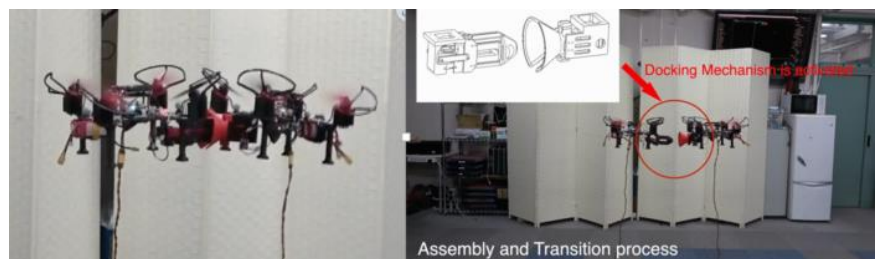 Docking Mechanism is activated
Assembly and Transition process